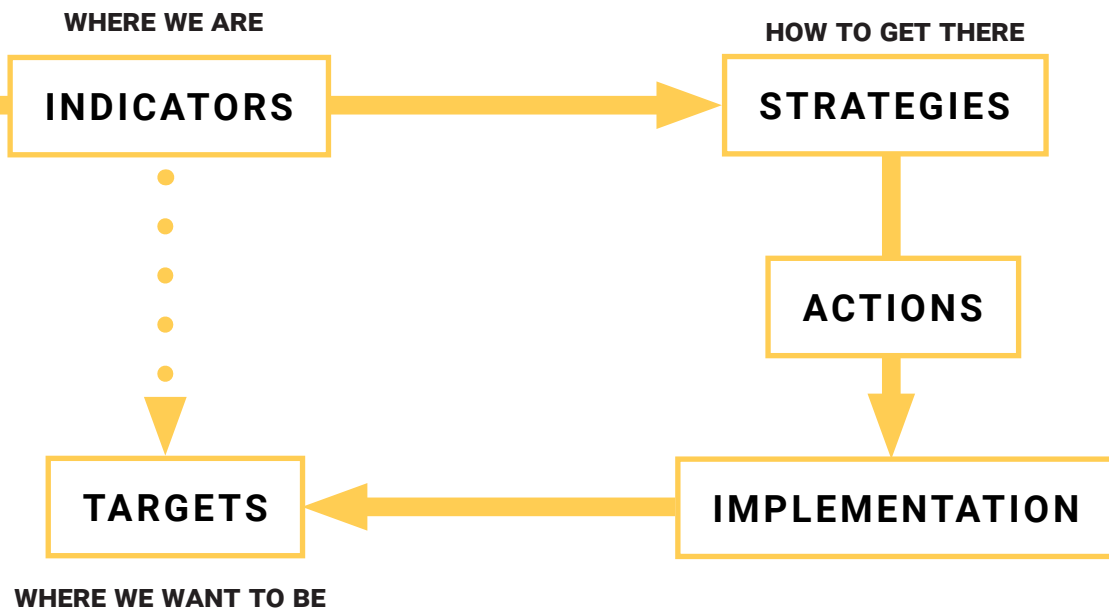 WHERE WE ARE
HOW TO GET THERE
INDICATORS
STRATEGIES
ACTIONS
TARGETS
IMPLEMENTATION
WHERE WE WANT TO BE